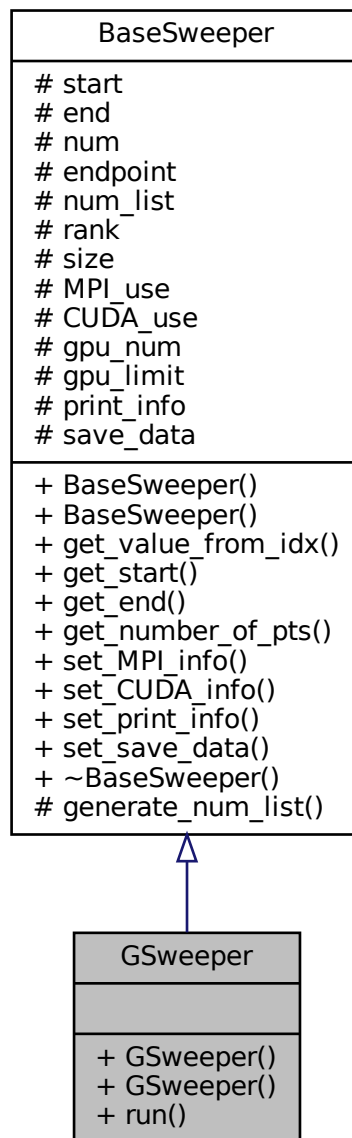 BaseSweeper
# start
# end
# num
# endpoint
# num_list
# rank
# size
# MPI_use
# CUDA_use
# gpu_num
# gpu_limit
# print_info
# save_data
+ BaseSweeper()
+ BaseSweeper()
+ get_value_from_idx()
+ get_start()
+ get_end()
+ get_number_of_pts()
+ set_MPI_info()
+ set_CUDA_info()
+ set_print_info()
+ set_save_data()
+ ~BaseSweeper()
# generate_num_list()
GSweeper
+ GSweeper()
+ GSweeper()
+ run()